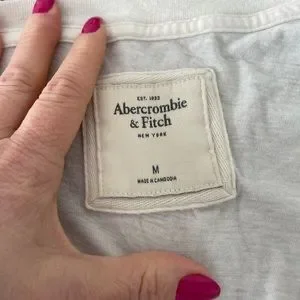 EST. 1892
Abercrombie
& Fitch
NEW YORK
M
MADE IN CAMBODIA